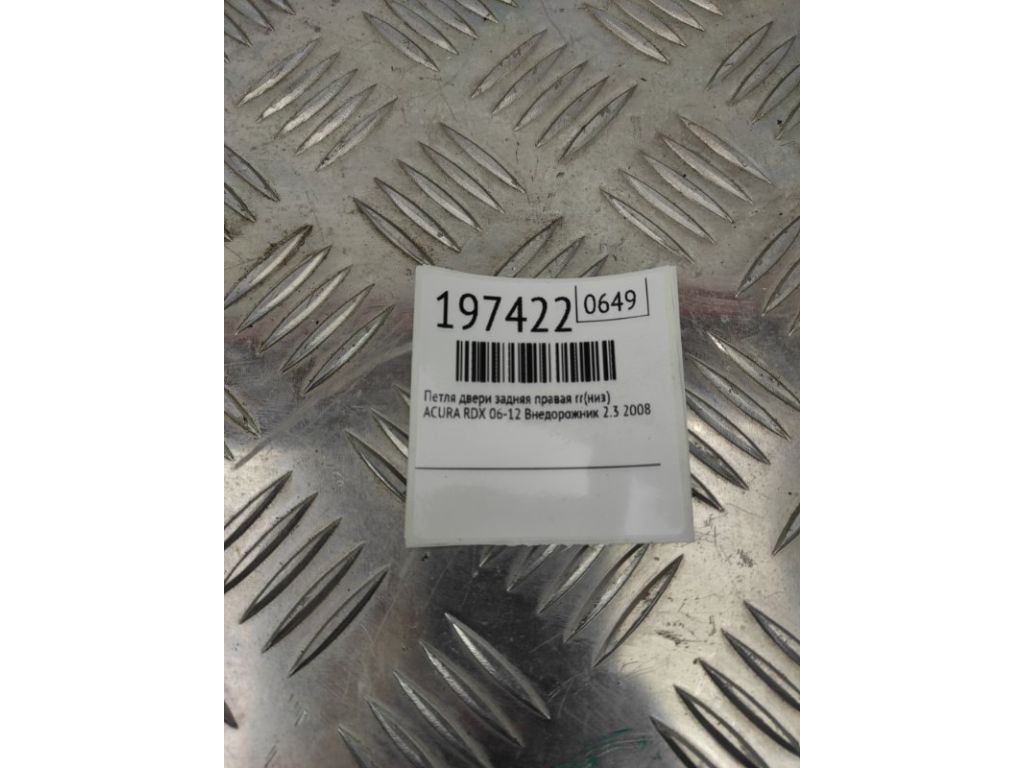 197422 0649
Петля двери задняя правая rr(низ)
ACURA RDX 06-12 Внедорожник 2.3 2008